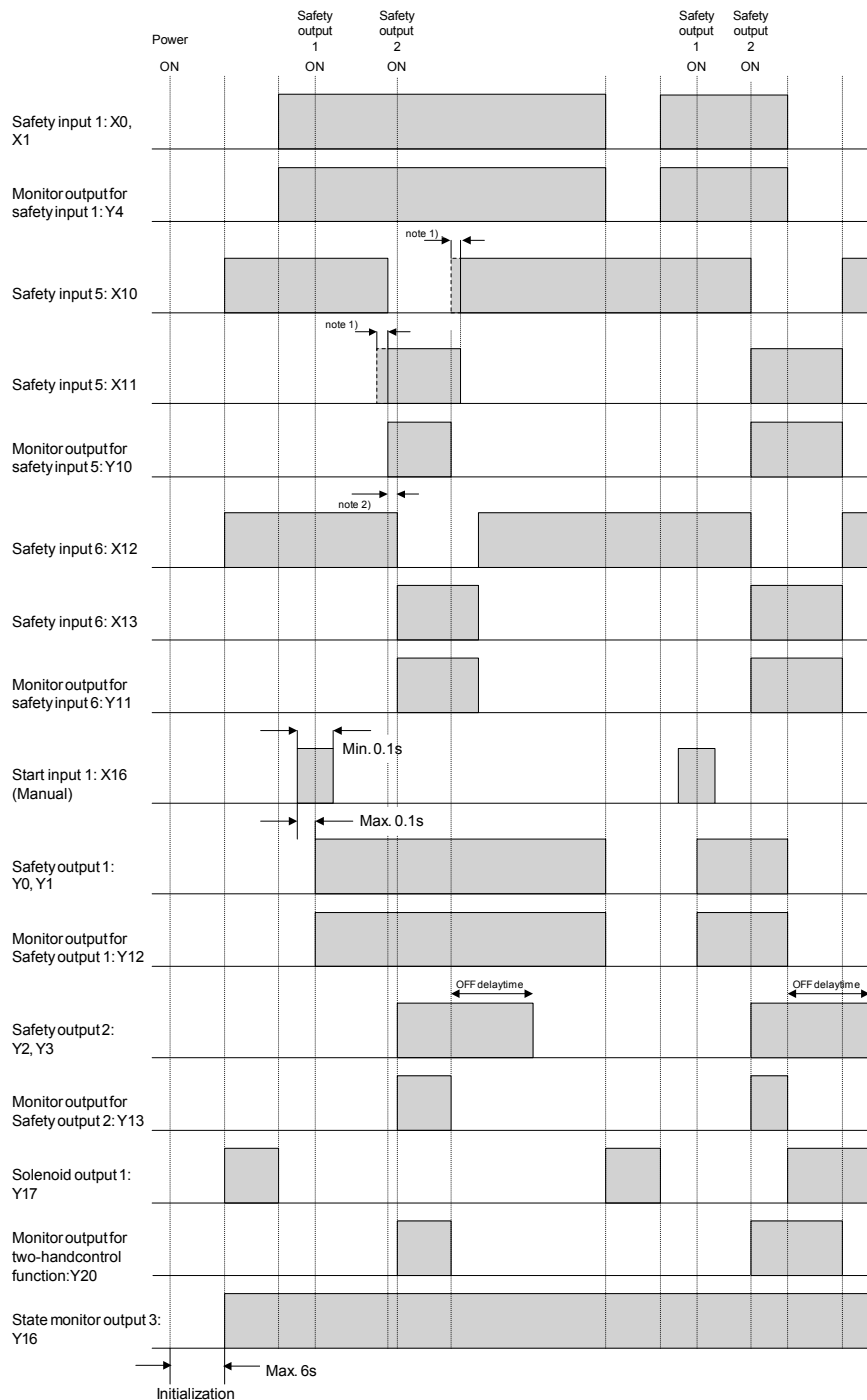 Power
ON
Safety
output
1
ON
Safety
output
2
ON
Safety
output
1
ON
Safety
output
2
ON
Safety input 1: X0,
X1
Monitor output for
safety input 1: Y4
note 1)
Safety input 5: X10
note 1)
Safety input 5: X11
Monitor output for
safety input 5: Y10
note 2)
Safety input 6: X12
Safety input 6: X13
Monitor output for
safety input 6: Y11
Min. 0.1s
Start input 1: X16
(Manual)
Max. 0.1s
Safety output 1:
Y0, Y1
Monitor output for
Safety output 1: Y12
OFF delay time
OFF delay time
Safety output 2:
Y2, Y3
Monitor output for
Safety output 2: Y13
Solenoid output 1:
Y17
Monitor output for
two-hand control
function: Y20
State monitor output 3:
Y16
Max. 6s
Initialization